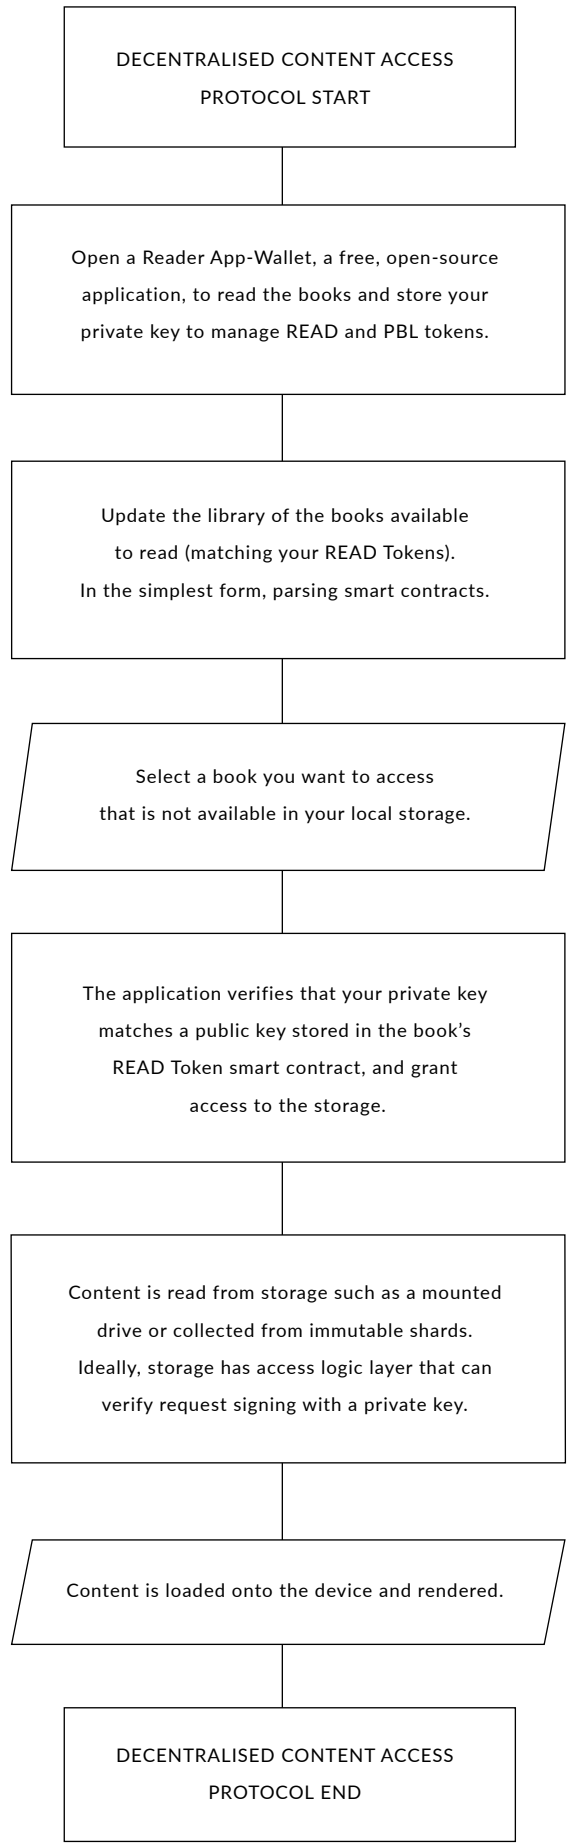 DECENTRALISED CONTENT ACCESS
PROTOCOL START
Open a Reader App-Wallet, a free, open-source
application, to read the books and store your
private key to manage READ and PBL tokens.
Update the library of the books available
to read (matching your READ Tokens).
In the simplest form, parsing smart contracts.
Select a book you want to access
that is not available in your local storage.
The application verifies that your private key
matches a public key stored in the book’s
READ Token smart contract, and grant
access to the storage.
Content is read from storage such as a mounted
drive or collected from immutable shards.
Ideally, storage has access logic layer that can
verify request signing with a private key.
Content is loaded onto the device and rendered.
DECENTRALISED CONTENT ACCESS
PROTOCOL END